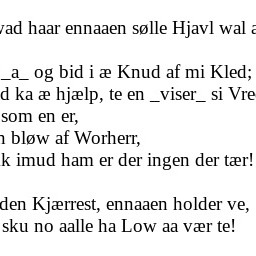 vad haar ennaaen sølle Hjavl wal a
_a_ og bid i æ Knud af mi Kled;
d ka æ hjælp, te en _viser_ si Vre
som en er,
n bløw af Worherr,
k imud ham er der ingen der tær!
den Kjærrest, ennaaen holder ve,
sku no aalle ha Low aa vær te!